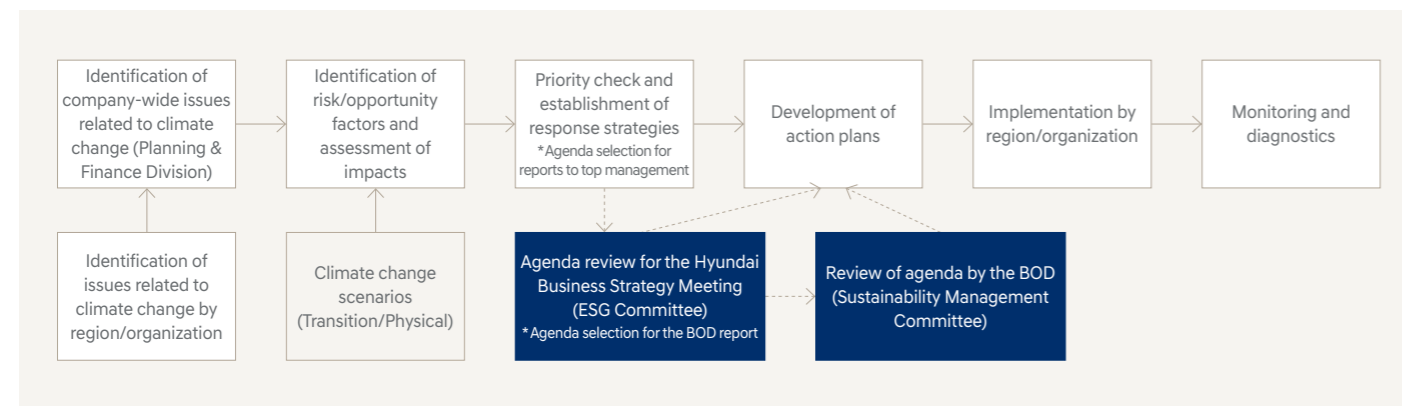 Identification of
company-wide issues
related to climate
change (Planning &
Finance Division)
Identification of
risk/opportunity
factors and
assessment of
impacts
Priority check and
establishment of
response strategies
*Agenda selection for
reports to top management
Development of
action plans
Implementation by
region/organization
Monitoring and
diagnostics
Identification of
issues related to
climate change by
region/organization
Climate change
scenarios
(Transition/Physical)
Agenda review for the Hyundai
Business Strategy Meeting
(ESG Committee)
*Agenda selection for the BOD report
Review of agenda by the BOD
(Sustainability Management
Committee)